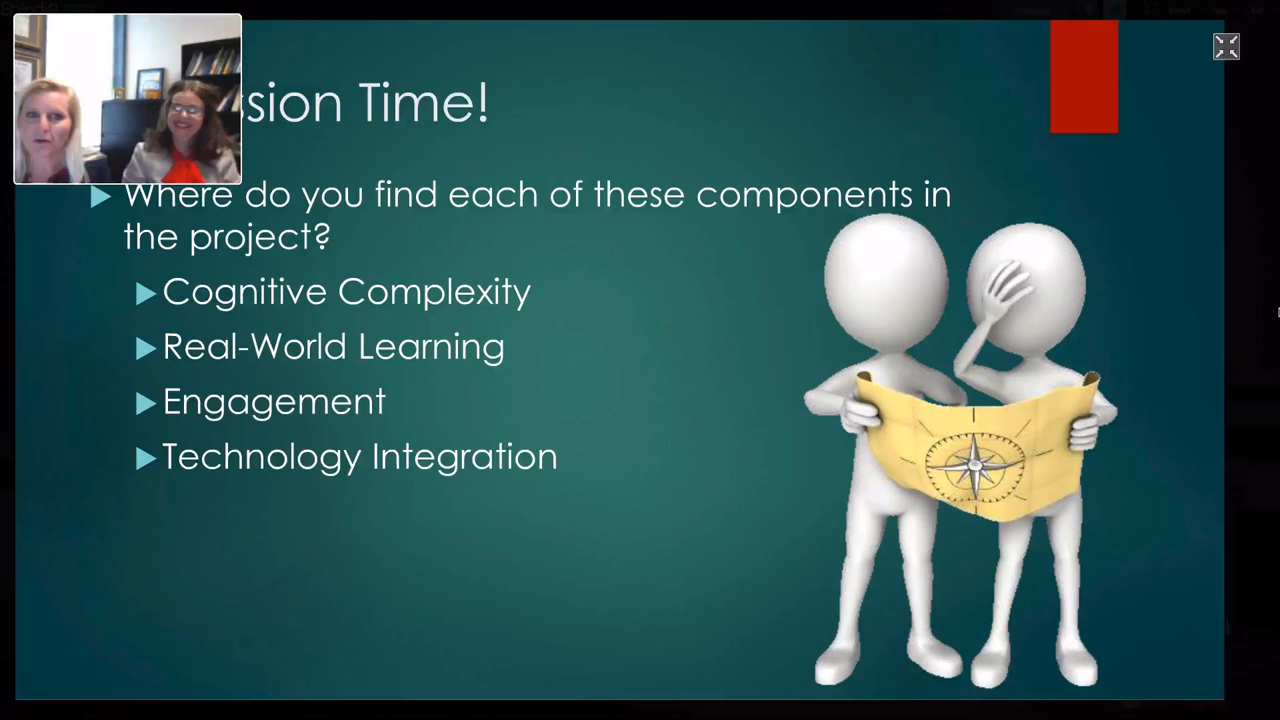 ssion Time!
Where do you find each of these components in
the project?
Cognitive Complexity
Real-World Learning
Engagement
Technology Integration